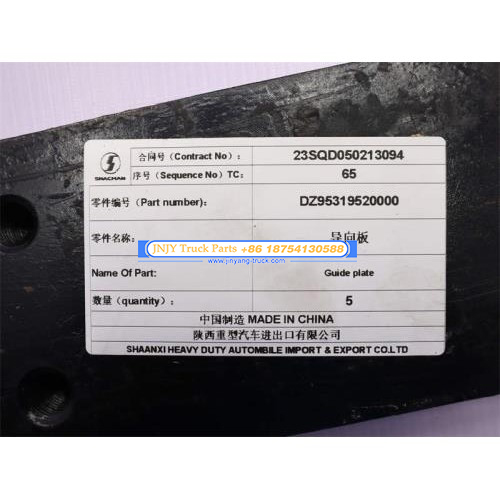 SHACMAN
合同号（Contract No）:
23SQD050213094
序号（Sequence No）TC:
65
零件编号（Part number）:
DZ95319520000
零件名称:
导向板
JNJY Truck Parts +86 18754130588
www.jinyang-truck.com
Name Of Part:
Guide plate
数量（quantity）:
5
中国制造 MADE IN CHINA
陕西重型汽车进出口有限公司
SHAANXI HEAVY DUTY AUTOMBILE IMPORT & EXPORT CO.LTD